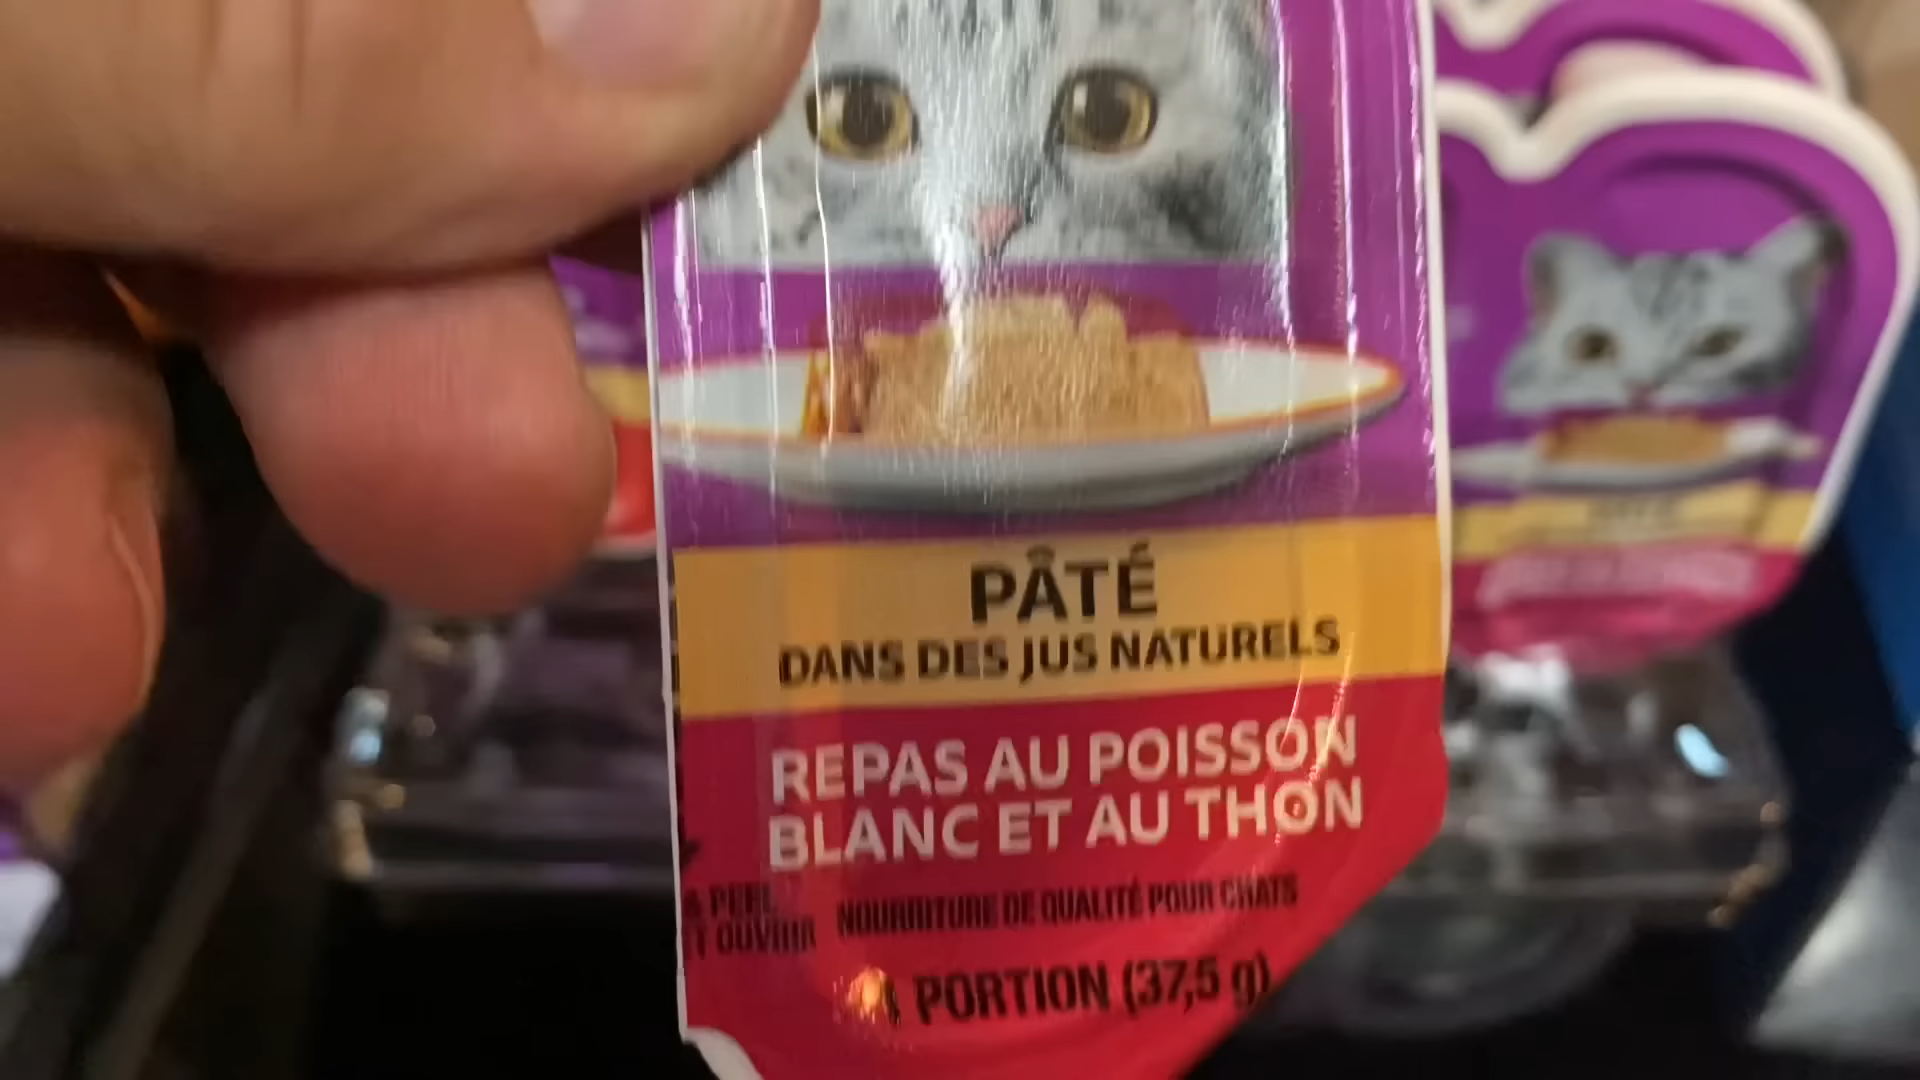 PÂTÉ
DANS DES JUS NATURELS
REPAS AU POISSON
BLANC ET AU THON
NOURRITURE DE QUALITÉ POUR CHATS
OUVRIR
PORTION (37,5 g)